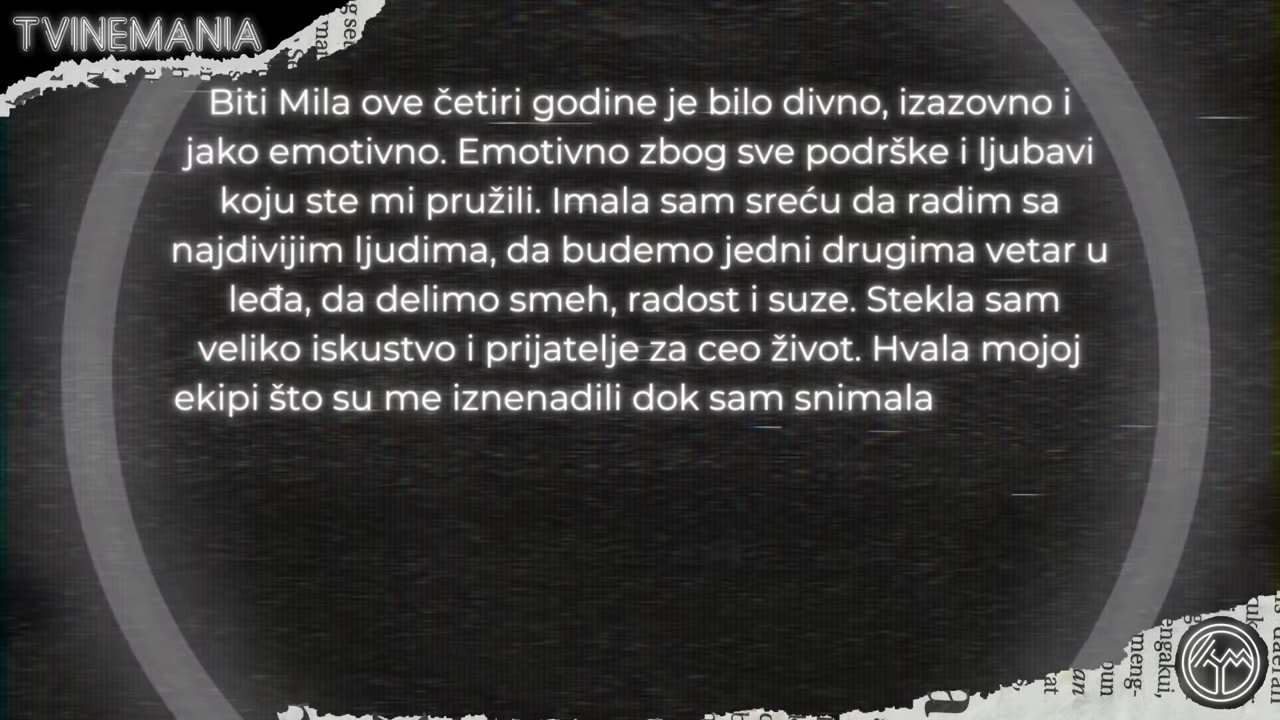 TVINEMANIA
Biti Mila ove četiri godine je bilo divno, izazovno i
jako emotivno. Emotivno zbog sve podrške i ljubavi
koju ste mi pružili. Imala sam sreću da radim sa
najdivijim ljudima, da budemo jedni drugima vetar u
leđa, da delimo smeh, radost i suze. Stekla sam
veliko iskustvo i prijatelje za ceo život. Hvala mojoj
ekipi što su me iznenadili dok sam snimala